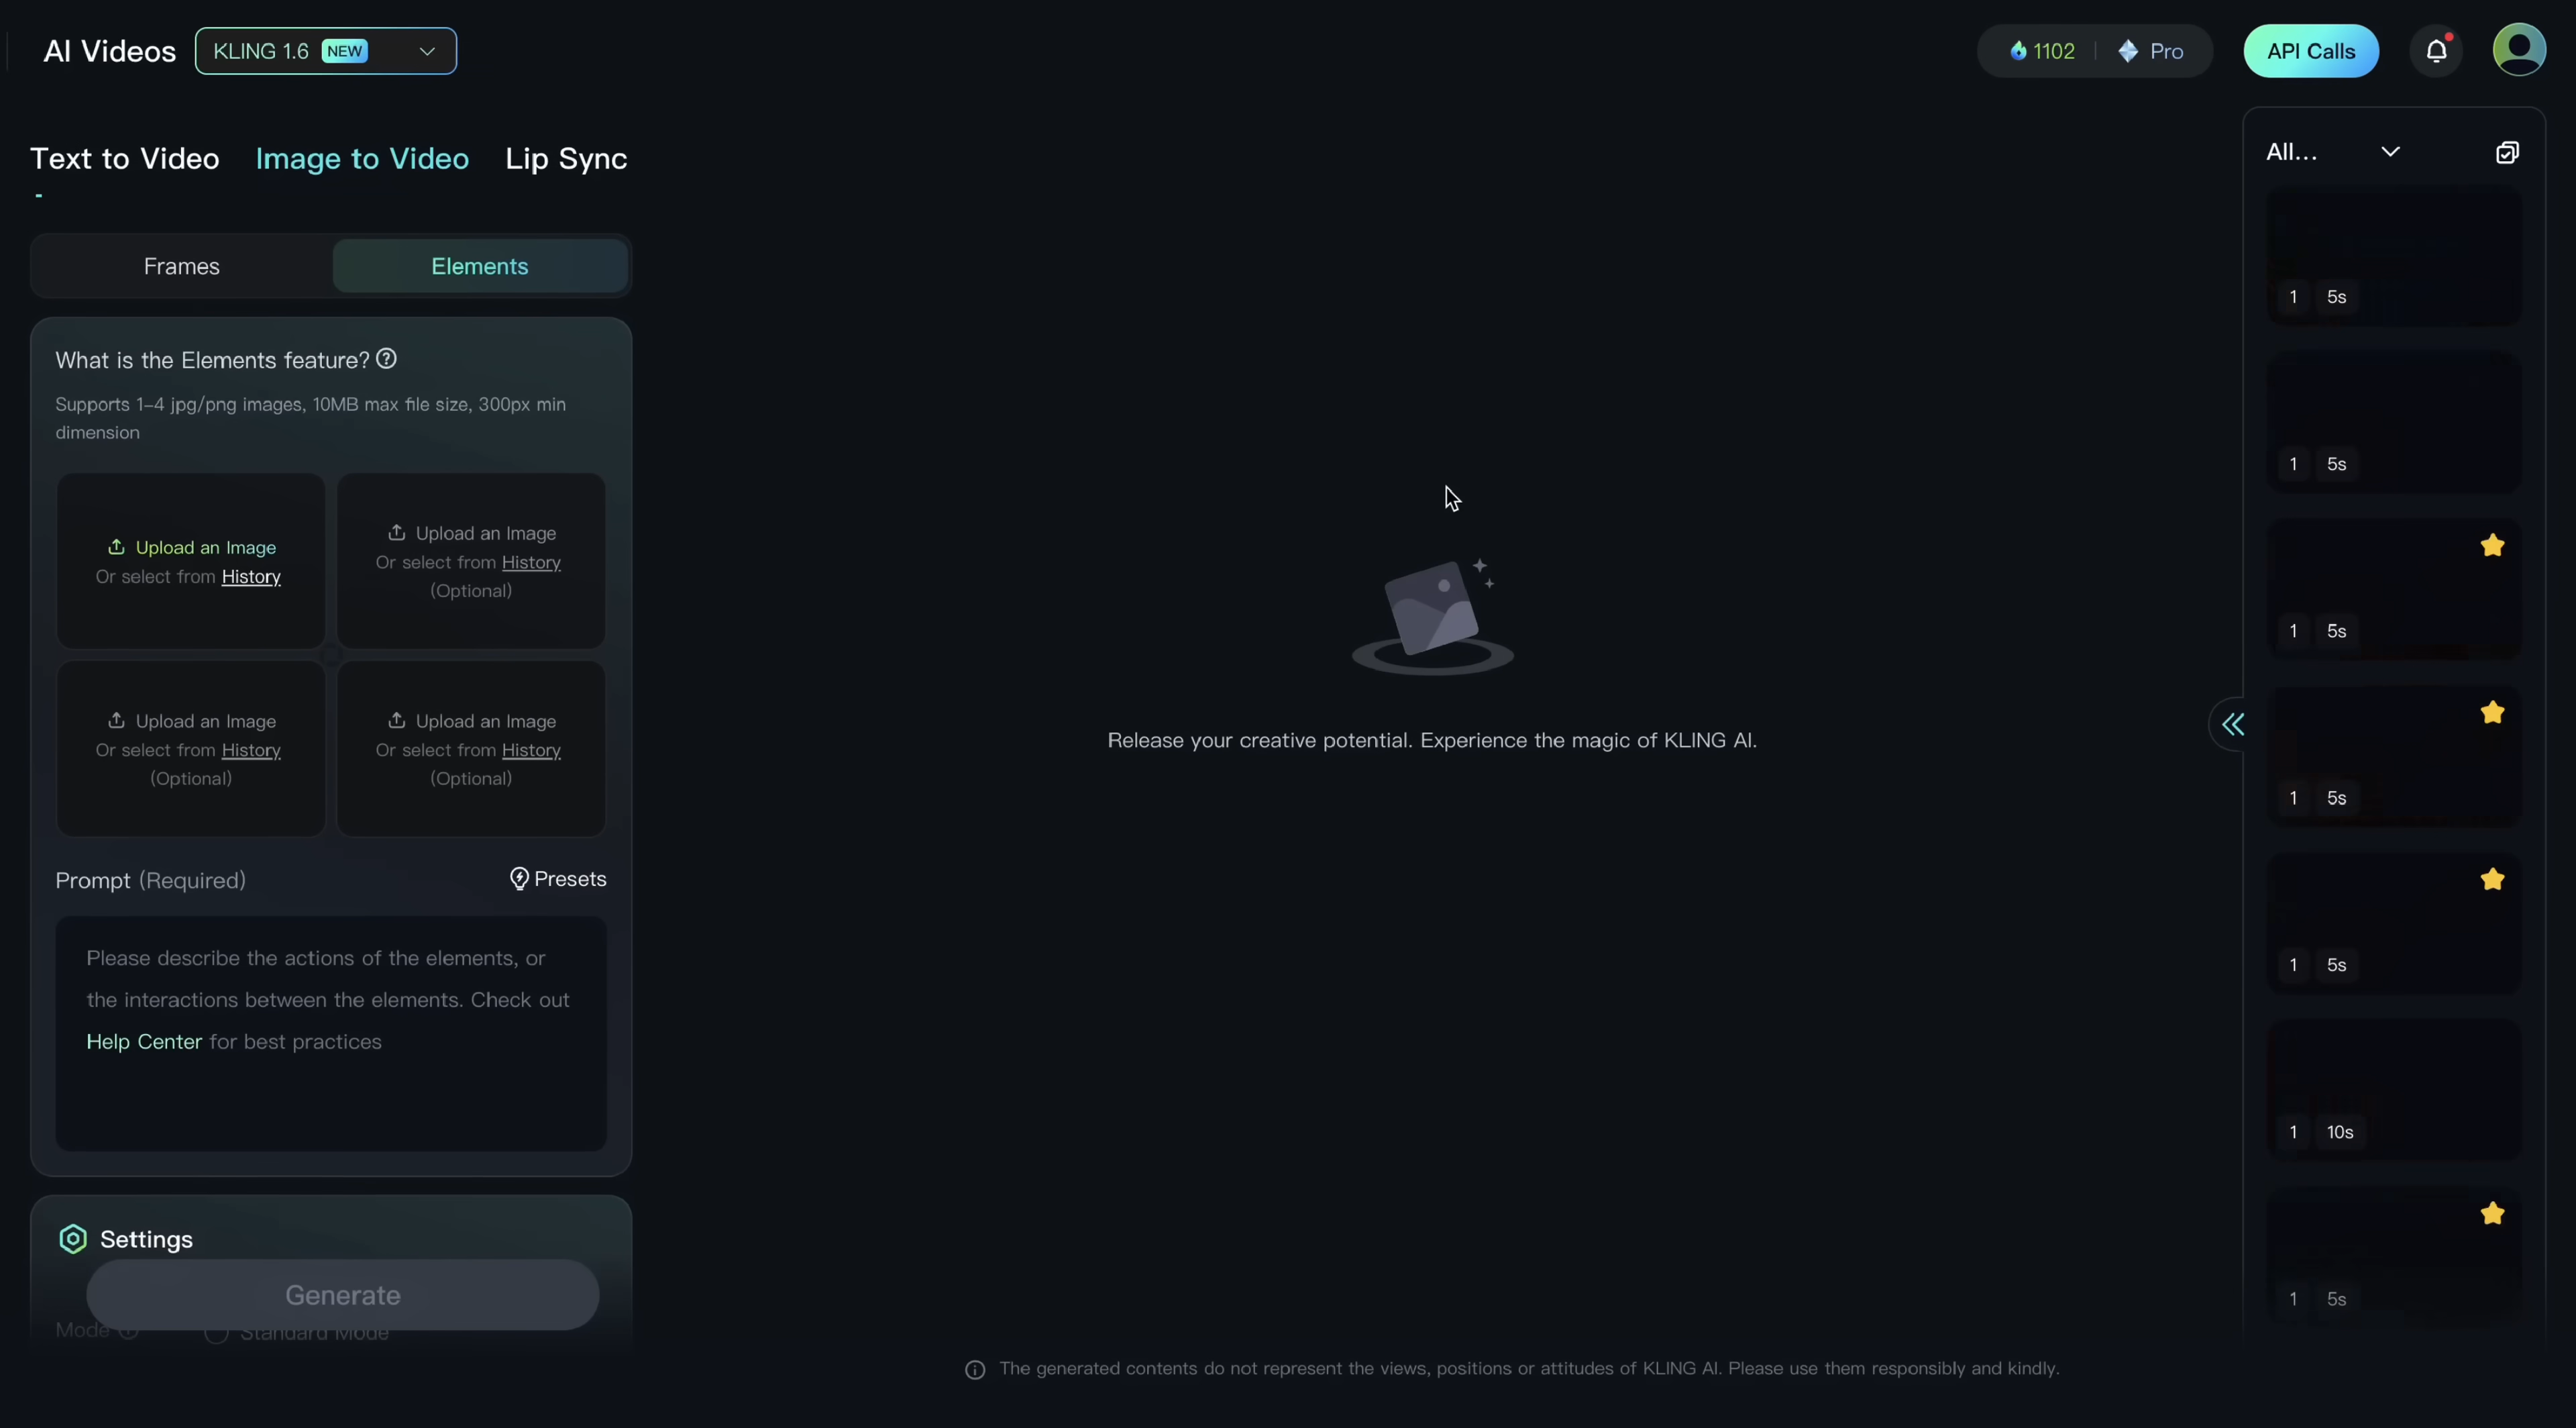 AI Videos
KLING 1.6 NEW
1102
Pro
API Calls
Text to Video
Image to Video
Lip Sync
All...
Frames
Elements
What is the Elements feature?
Supports 1–4 jpg/png images, 10MB max file size, 300px min
dimension
Upload an Image
Or select from History
Upload an Image
Or select from History
(Optional)
Upload an Image
Or select from History
(Optional)
Upload an Image
Or select from History
(Optional)
Prompt (Required)
Presets
Please describe the actions of the elements, or
the interactions between the elements. Check out
Help Center for best practices
Settings
Generate
Mode
Standard Mode
Release your creative potential. Experience the magic of KLING AI.
1 5s
1 5s
1 5s
1 5s
1 5s
1 10s
1 5s
The generated contents do not represent the views, positions or attitudes of KLING AI. Please use them responsibly and kindly.